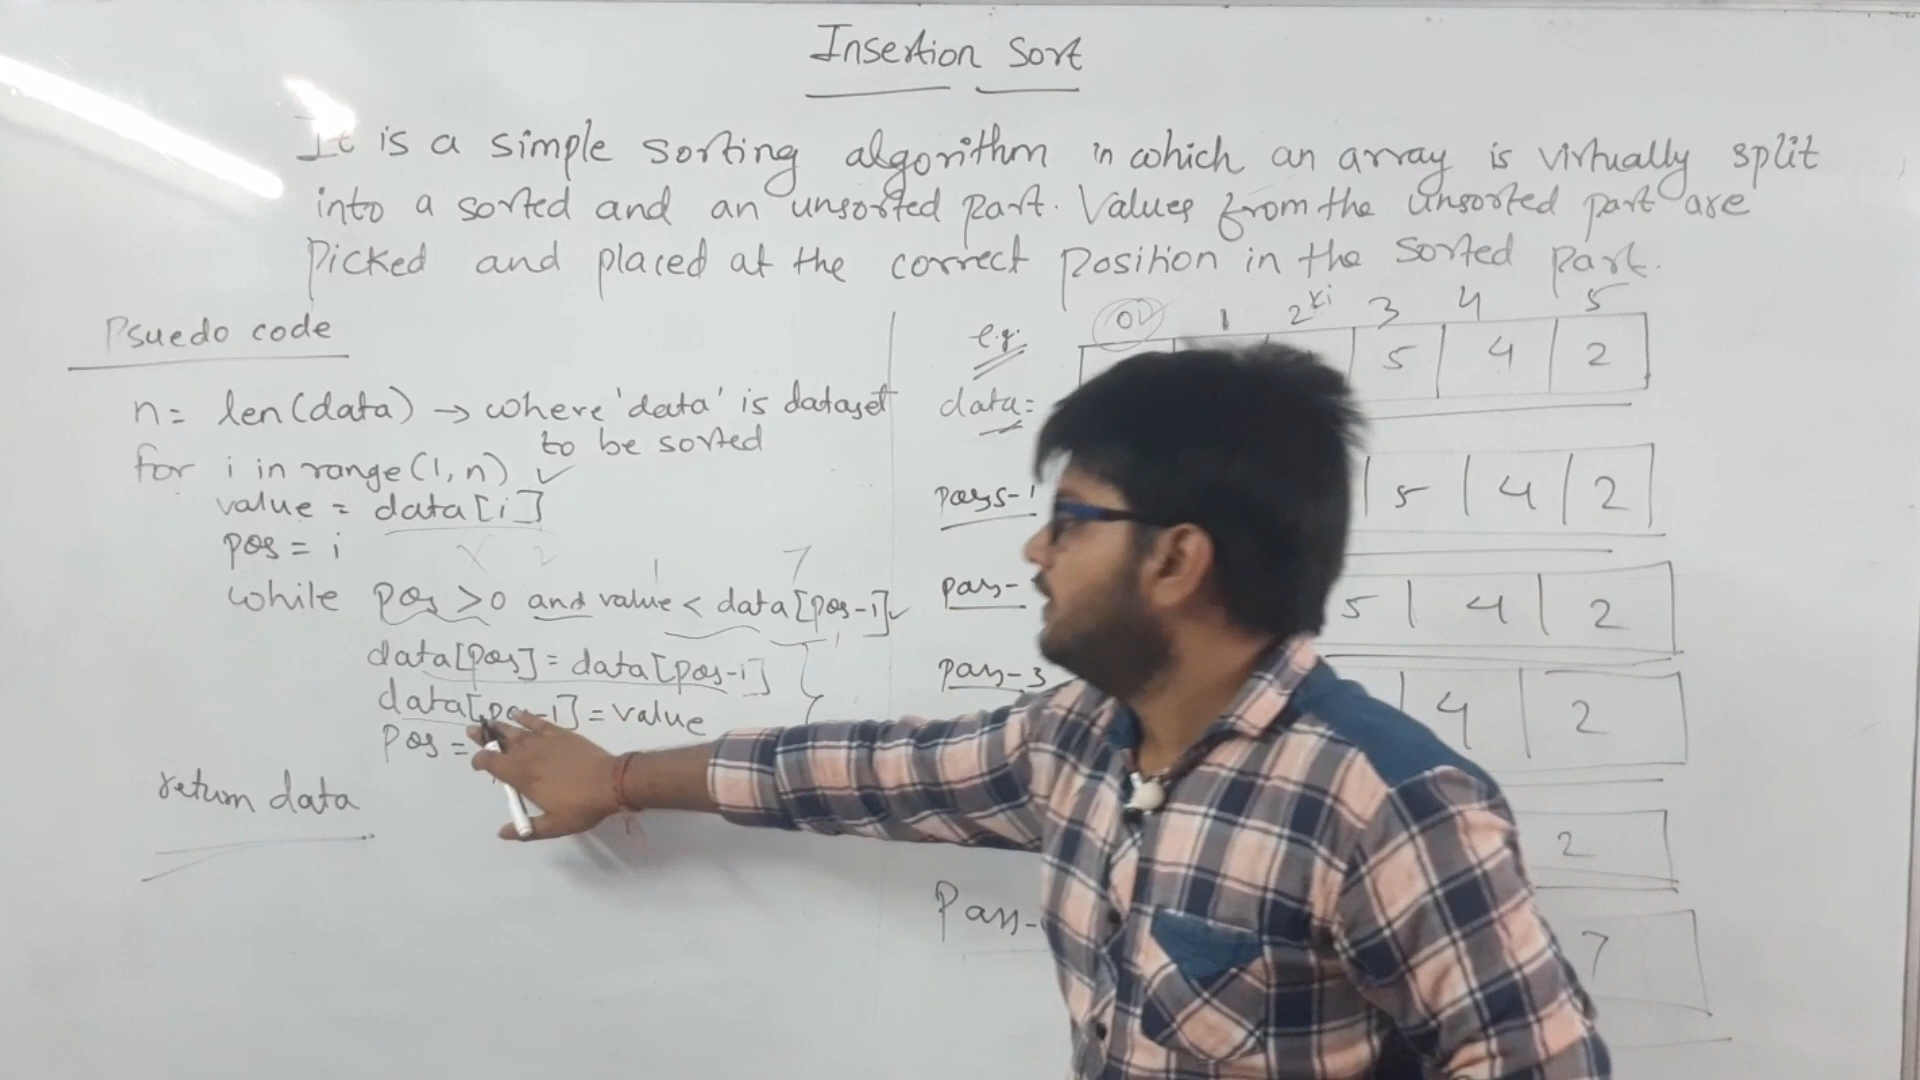 Insertion Sort
It is a simple sorting algorithm in which an array is virtually split
into a sorted and an unsorted part. Values from the unsorted part are
Picked and placed at the correct position in the sorted part.
Psuedo code
n = len(data) → where 'data' is dataset
to be sorted
for i in range(1, n) ✓
value = data[i]
pos = i
x 2 1 7
while pos > 0 and value < data[pos-1] ✓
data[pos] = data[pos-1]
data[pos-1] = value
pos =
return data
e.g.
0 1 2 i 3 4 5
data = 5 4 2
pass-1 5 4 2
pass- 5 4 2
pass-3 4 2
2
Pass- 7